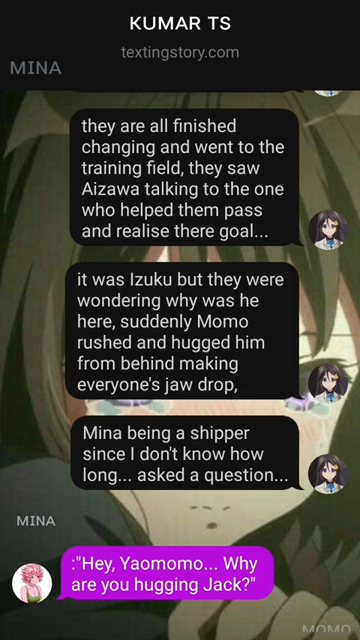 KUMAR TS
textingstory.com
MINA
they are all finished
changing and went to the
training field, they saw
Aizawa talking to the one
who helped them pass
and realise there goal...
it was Izuku but they were
wondering why was he
here, suddenly Momo
rushed and hugged him
from behind making
everyone's jaw drop,
Mina being a shipper
since I don't know how
long... asked a question...
MINA
:"Hey, Yaomomo... Why
are you hugging Jack?"
MOMO